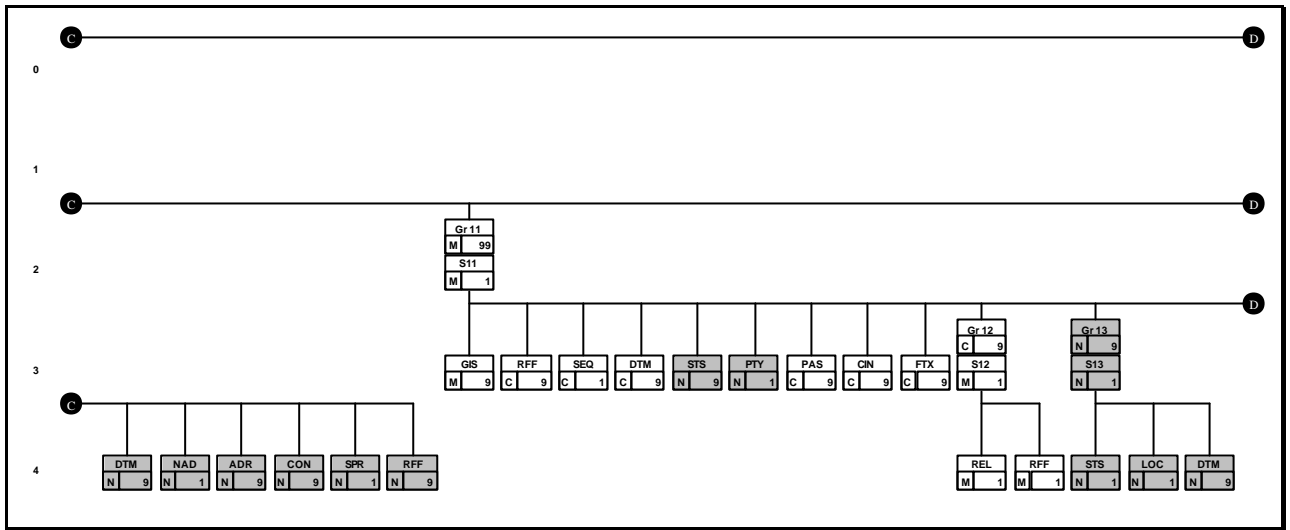 C D
0
1
C D
Gr 11
M 99
2 S11
M 1
D
Gr 12 Gr 13
C 9 N 9
3 GIS RFF SEQ DTM STS PTY PAS CIN FTX S12 S13
M 9 C 9 C 1 C 9 N 9 N 1 C 9 C 9 C 9 M 1 N 1
C
4 DTM NAD ADR CON SPR RFF REL RFF STS LOC DTM
N 9 N 1 N 9 N 9 N 1 N 9 M 1 M 1 N 1 N 1 N 9